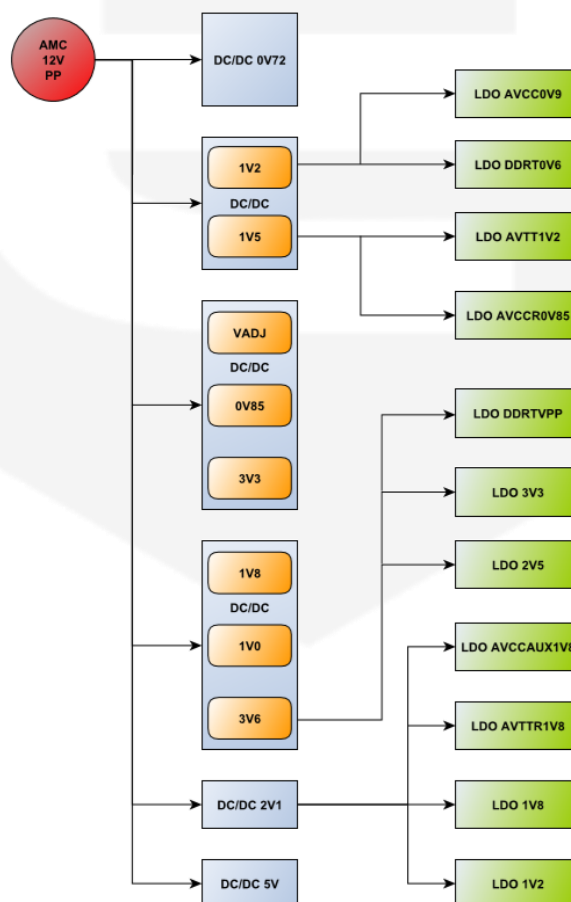 AMC
12V
PP
DC/DC 0V72
1V2
DC/DC
1V5
VADJ
DC/DC
0V85
3V3
1V8
DC/DC
1V0
3V6
DC/DC 2V1
DC/DC 5V
LDO AVCC0V9
LDO DDRT0V6
LDO AVTT1V2
LDO AVCCR0V85
LDO DDRTVPP
LDO 3V3
LDO 2V5
LDO AVCCAUX1V8
LDO AVTTR1V8
LDO 1V8
LDO 1V2